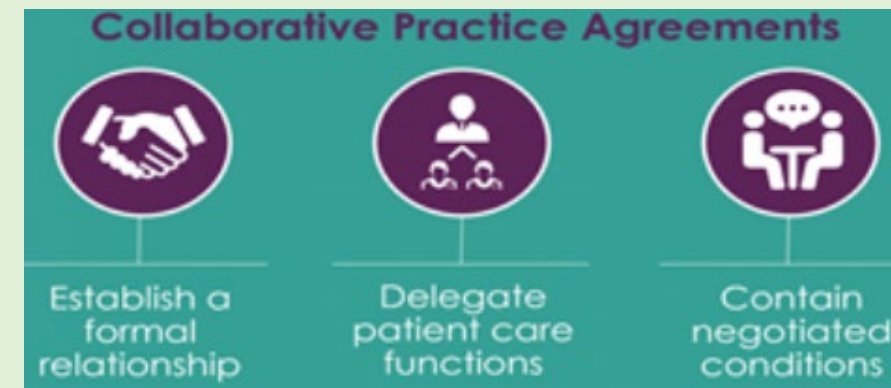 Collaborative Practice Agreements
Establish a
formal
relationship
Delegate
patient care
functions
Contain
negotiated
conditions